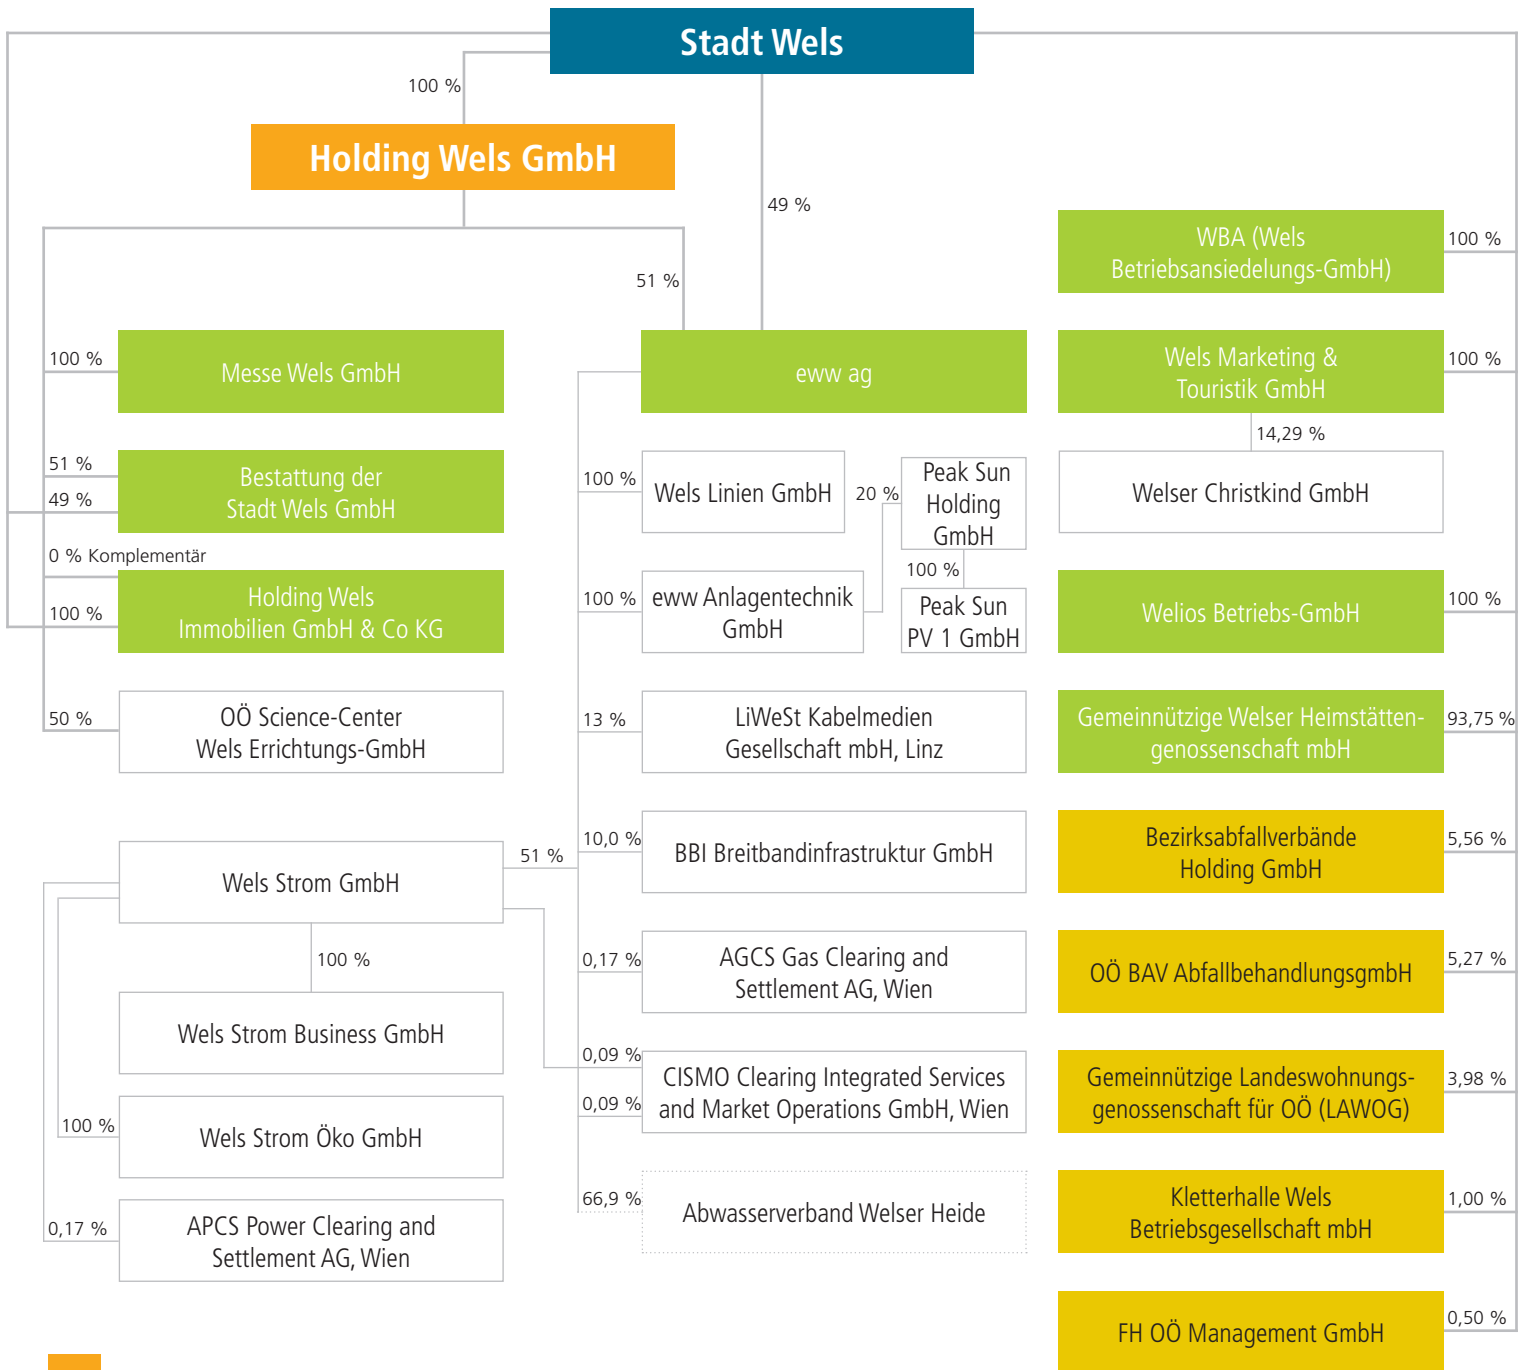 Stadt Wels
100 %
Holding Wels GmbH
49 %
51 %
100 %
Messe Wels GmbH
51 %
49 %
Bestattung der
Stadt Wels GmbH
0 % Komplementär
100 %
Holding Wels
Immobilien GmbH & Co KG
50 %
OÖ Science-Center
Wels Errichtungs-GmbH
Wels Strom GmbH
51 %
100 %
Wels Strom Business GmbH
100 %
Wels Strom Öko GmbH
0,17 %
APCS Power Clearing and
Settlement AG, Wien
eww ag
100 %
Wels Linien GmbH
20 %
Peak Sun
Holding
GmbH
100 %
Peak Sun
PV 1 GmbH
100 %
eww Anlagentechnik
GmbH
13 %
LiWeSt Kabelmedien
Gesellschaft mbH, Linz
10,0 %
BBI Breitbandinfrastruktur GmbH
0,17 %
AGCS Gas Clearing and
Settlement AG, Wien
0,09 %
0,09 %
CISMO Clearing Integrated Services
and Market Operations GmbH, Wien
66,9 %
Abwasserverband Welser Heide
WBA (Wels
Betriebsansiedelungs-GmbH)
100 %
Wels Marketing &
Touristik GmbH
100 %
14,29 %
Welser Christkind GmbH
Welios Betriebs-GmbH
100 %
Gemeinnützige Welser Heimstätten-
genossenschaft mbH
93,75 %
Bezirksabfallverbände
Holding GmbH
5,56 %
OÖ BAV AbfallbehandlungsgmbH
5,27 %
Gemeinnützige Landeswohnungs-
genossenschaft für OÖ (LAWOG)
3,98 %
Kletterhalle Wels
Betriebsgesellschaft mbH
1,00 %
FH OÖ Management GmbH
0,50 %